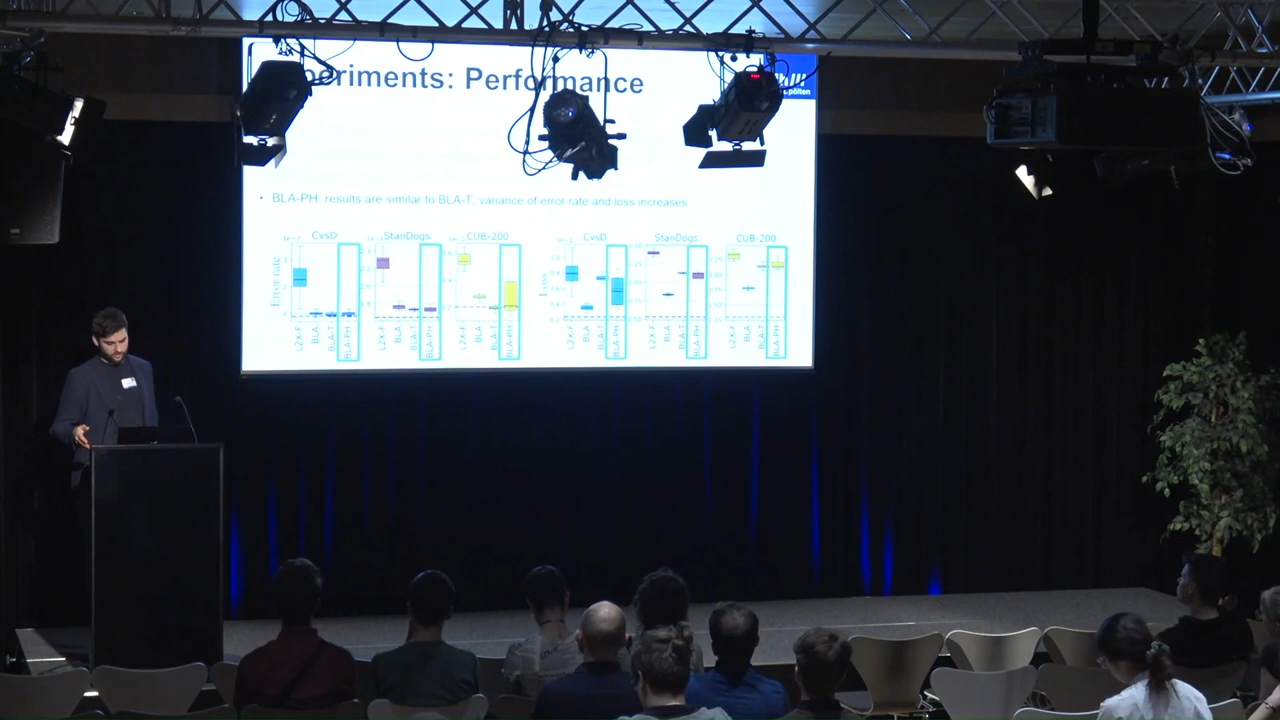 periments: Performance
pölten
• BLA-PH: results are similar to BLA-T, variance of error rate and loss increases
CvsD StanDogs CUB-200 CvsD StanDogs CUB-200
Error rate
Loss
L2X-F BLA BLA-T BLA-PH L2X-F BLA BLA-T BLA-PH L2X-F BLA BLA-T BLA-PH L2X-F BLA BLA-T BLA-PH L2X-F BLA BLA-T BLA-PH L2X-F BLA BLA-T BLA-PH